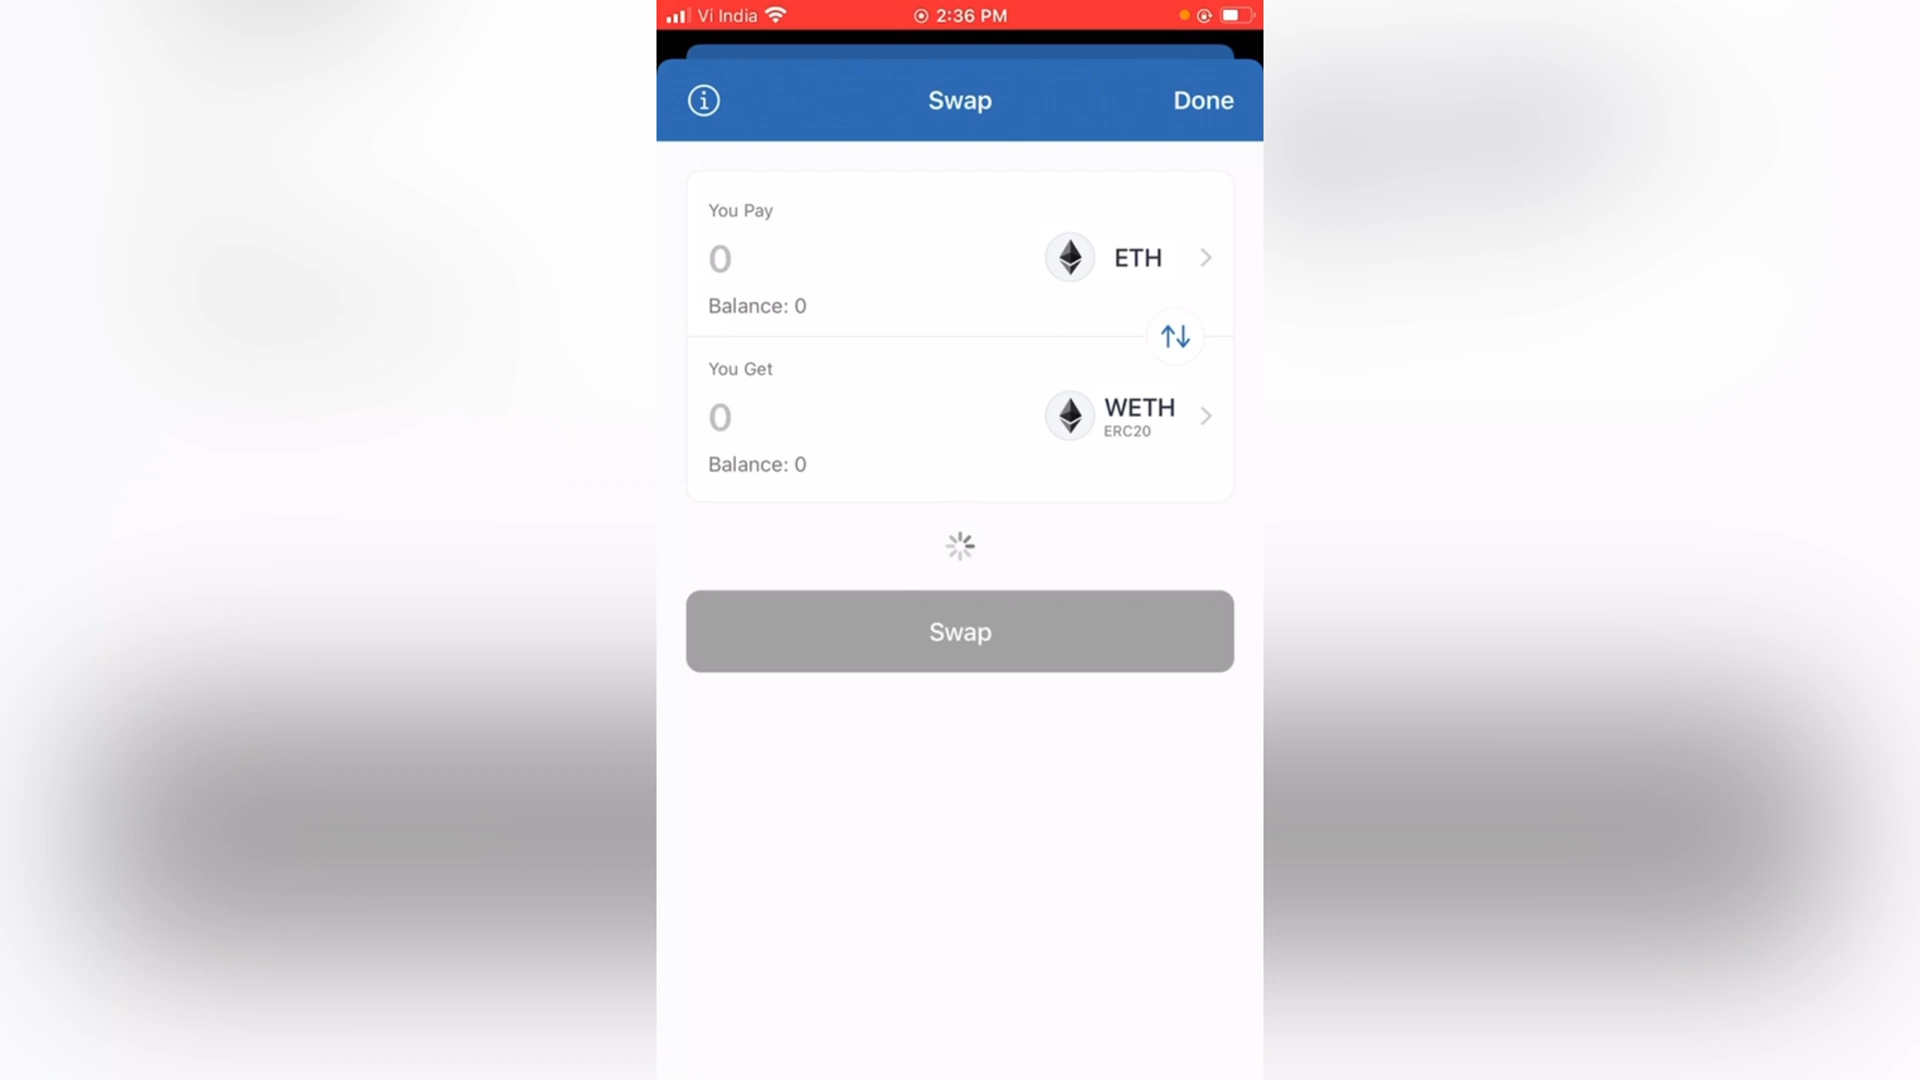 Vi India 2:36 PM
Swap Done
You Pay
0 ETH
Balance: 0
You Get
0 WETH
ERC20
Balance: 0
Swap